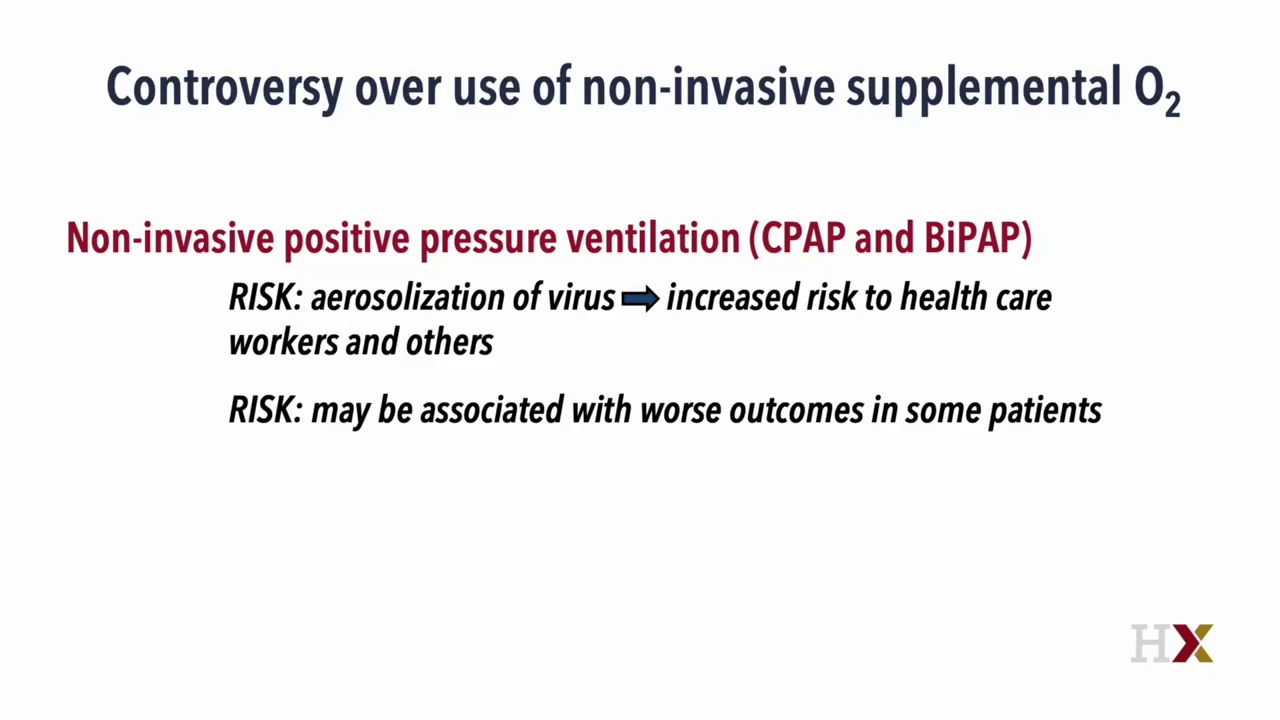 Controversy over use of non-invasive supplemental O₂
Non-invasive positive pressure ventilation (CPAP and BiPAP)
RISK: aerosolization of virus ➡ increased risk to health care
workers and others
RISK: may be associated with worse outcomes in some patients
HX